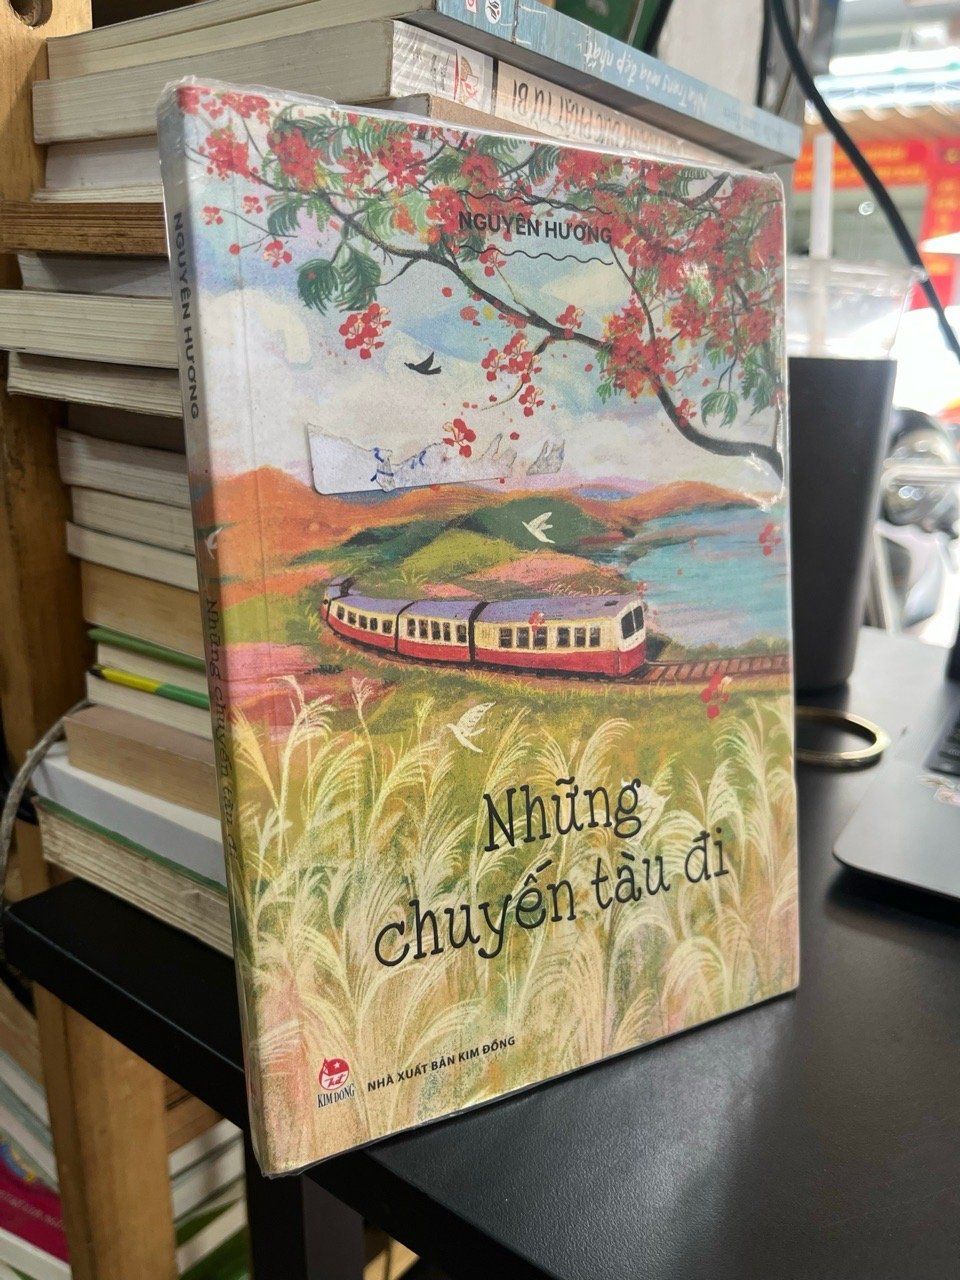 NGUYÊN HƯƠNG
Những
chuyến tàu đi
KIM ĐỒNG
NHÀ XUẤT BẢN KIM ĐỒNG
NGUYÊN HƯƠNG
Những chuyến tàu đi